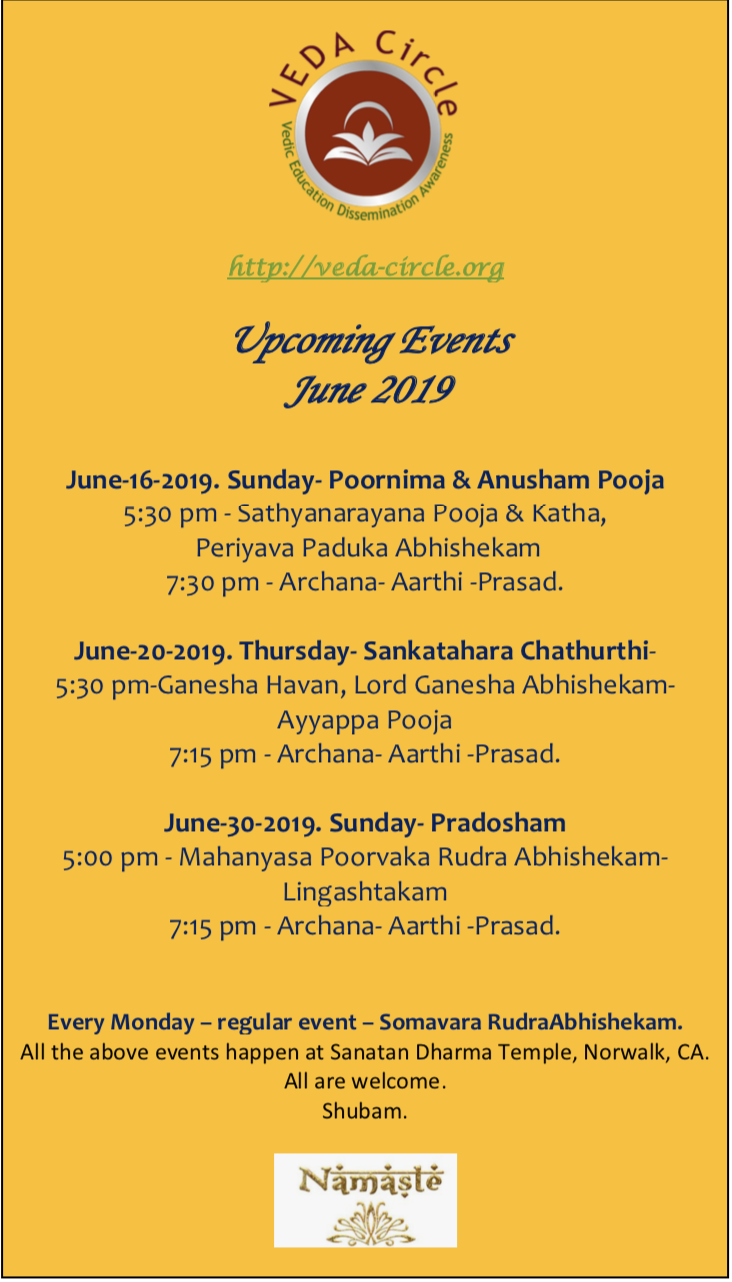 VEDA Circle
Vedic Education Dissemination Awareness
http://veda-circle.org
Upcoming Events
June 2019
June-16-2019. Sunday- Poornima & Anusham Pooja
5:30 pm - Sathyanarayana Pooja & Katha,
Periyava Paduka Abhishekam
7:30 pm - Archana- Aarthi -Prasad.
June-20-2019. Thursday- Sankatahara Chathurthi-
5:30 pm-Ganesha Havan, Lord Ganesha Abhishekam-
Ayyappa Pooja
7:15 pm - Archana- Aarthi -Prasad.
June-30-2019. Sunday- Pradosham
5:00 pm - Mahanyasa Poorvaka Rudra Abhishekam-
Lingashtakam
7:15 pm - Archana- Aarthi -Prasad.
Every Monday – regular event – Somavara RudraAbhishekam.
All the above events happen at Sanatan Dharma Temple, Norwalk, CA.
All are welcome.
Shubam.
Namaste